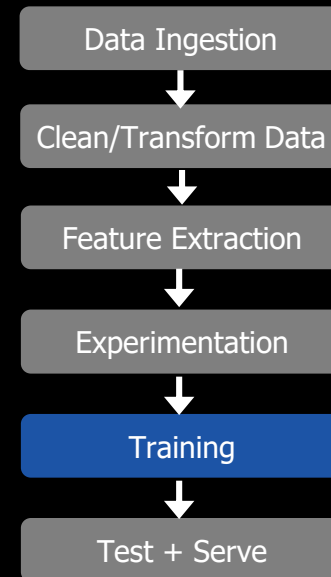 Data Ingestion
Clean/Transform Data
Feature Extraction
Experimentation
Training
Test + Serve